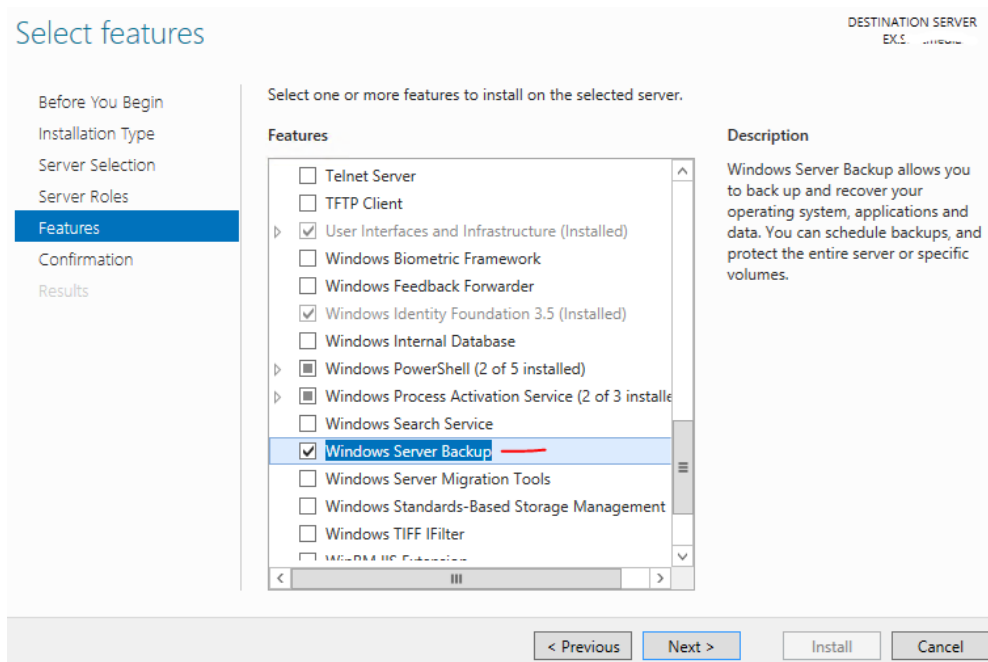 Select features
DESTINATION SERVER
Before You Begin
Installation Type
Server Selection
Server Roles
Features
Confirmation
Results
Select one or more features to install on the selected server.
Features
Telnet Server
TFTP Client
User Interfaces and Infrastructure (Installed)
Windows Biometric Framework
Windows Feedback Forwarder
Windows Identity Foundation 3.5 (Installed)
Windows Internal Database
Windows PowerShell (2 of 5 installed)
Windows Process Activation Service (2 of 3 installe
Windows Search Service
Windows Server Backup
Windows Server Migration Tools
Windows Standards-Based Storage Management
Windows TIFF IFilter
Description
Windows Server Backup allows you
to back up and recover your
operating system, applications and
data. You can schedule backups, and
protect the entire server or specific
volumes.
< Previous
Next >
Install
Cancel